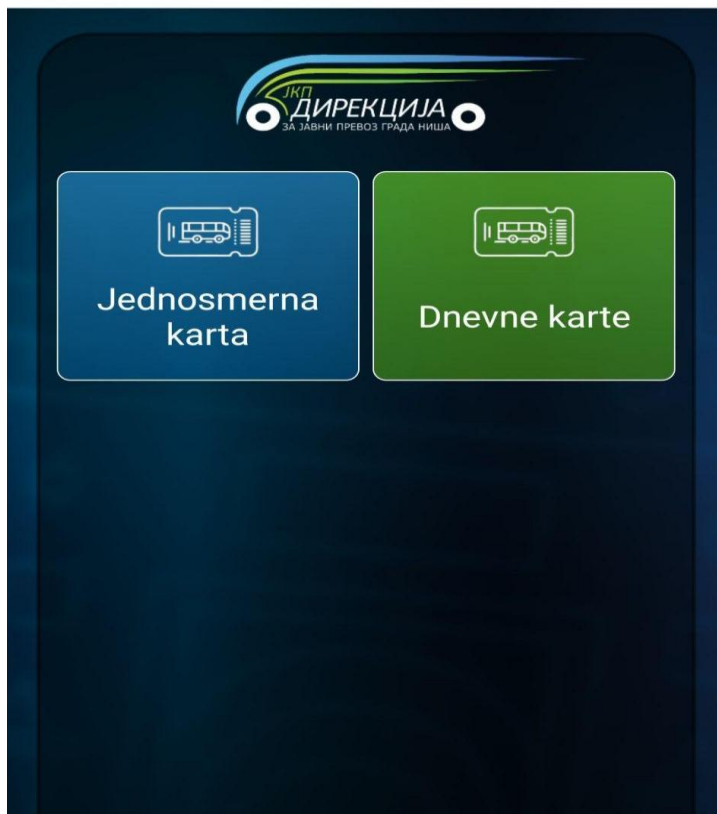 ЈКП
ДИРЕКЦИЈА
ЗА ЈАВНИ ПРЕВОЗ ГРАДА НИША
Jednosmerna
karta
Dnevne karte